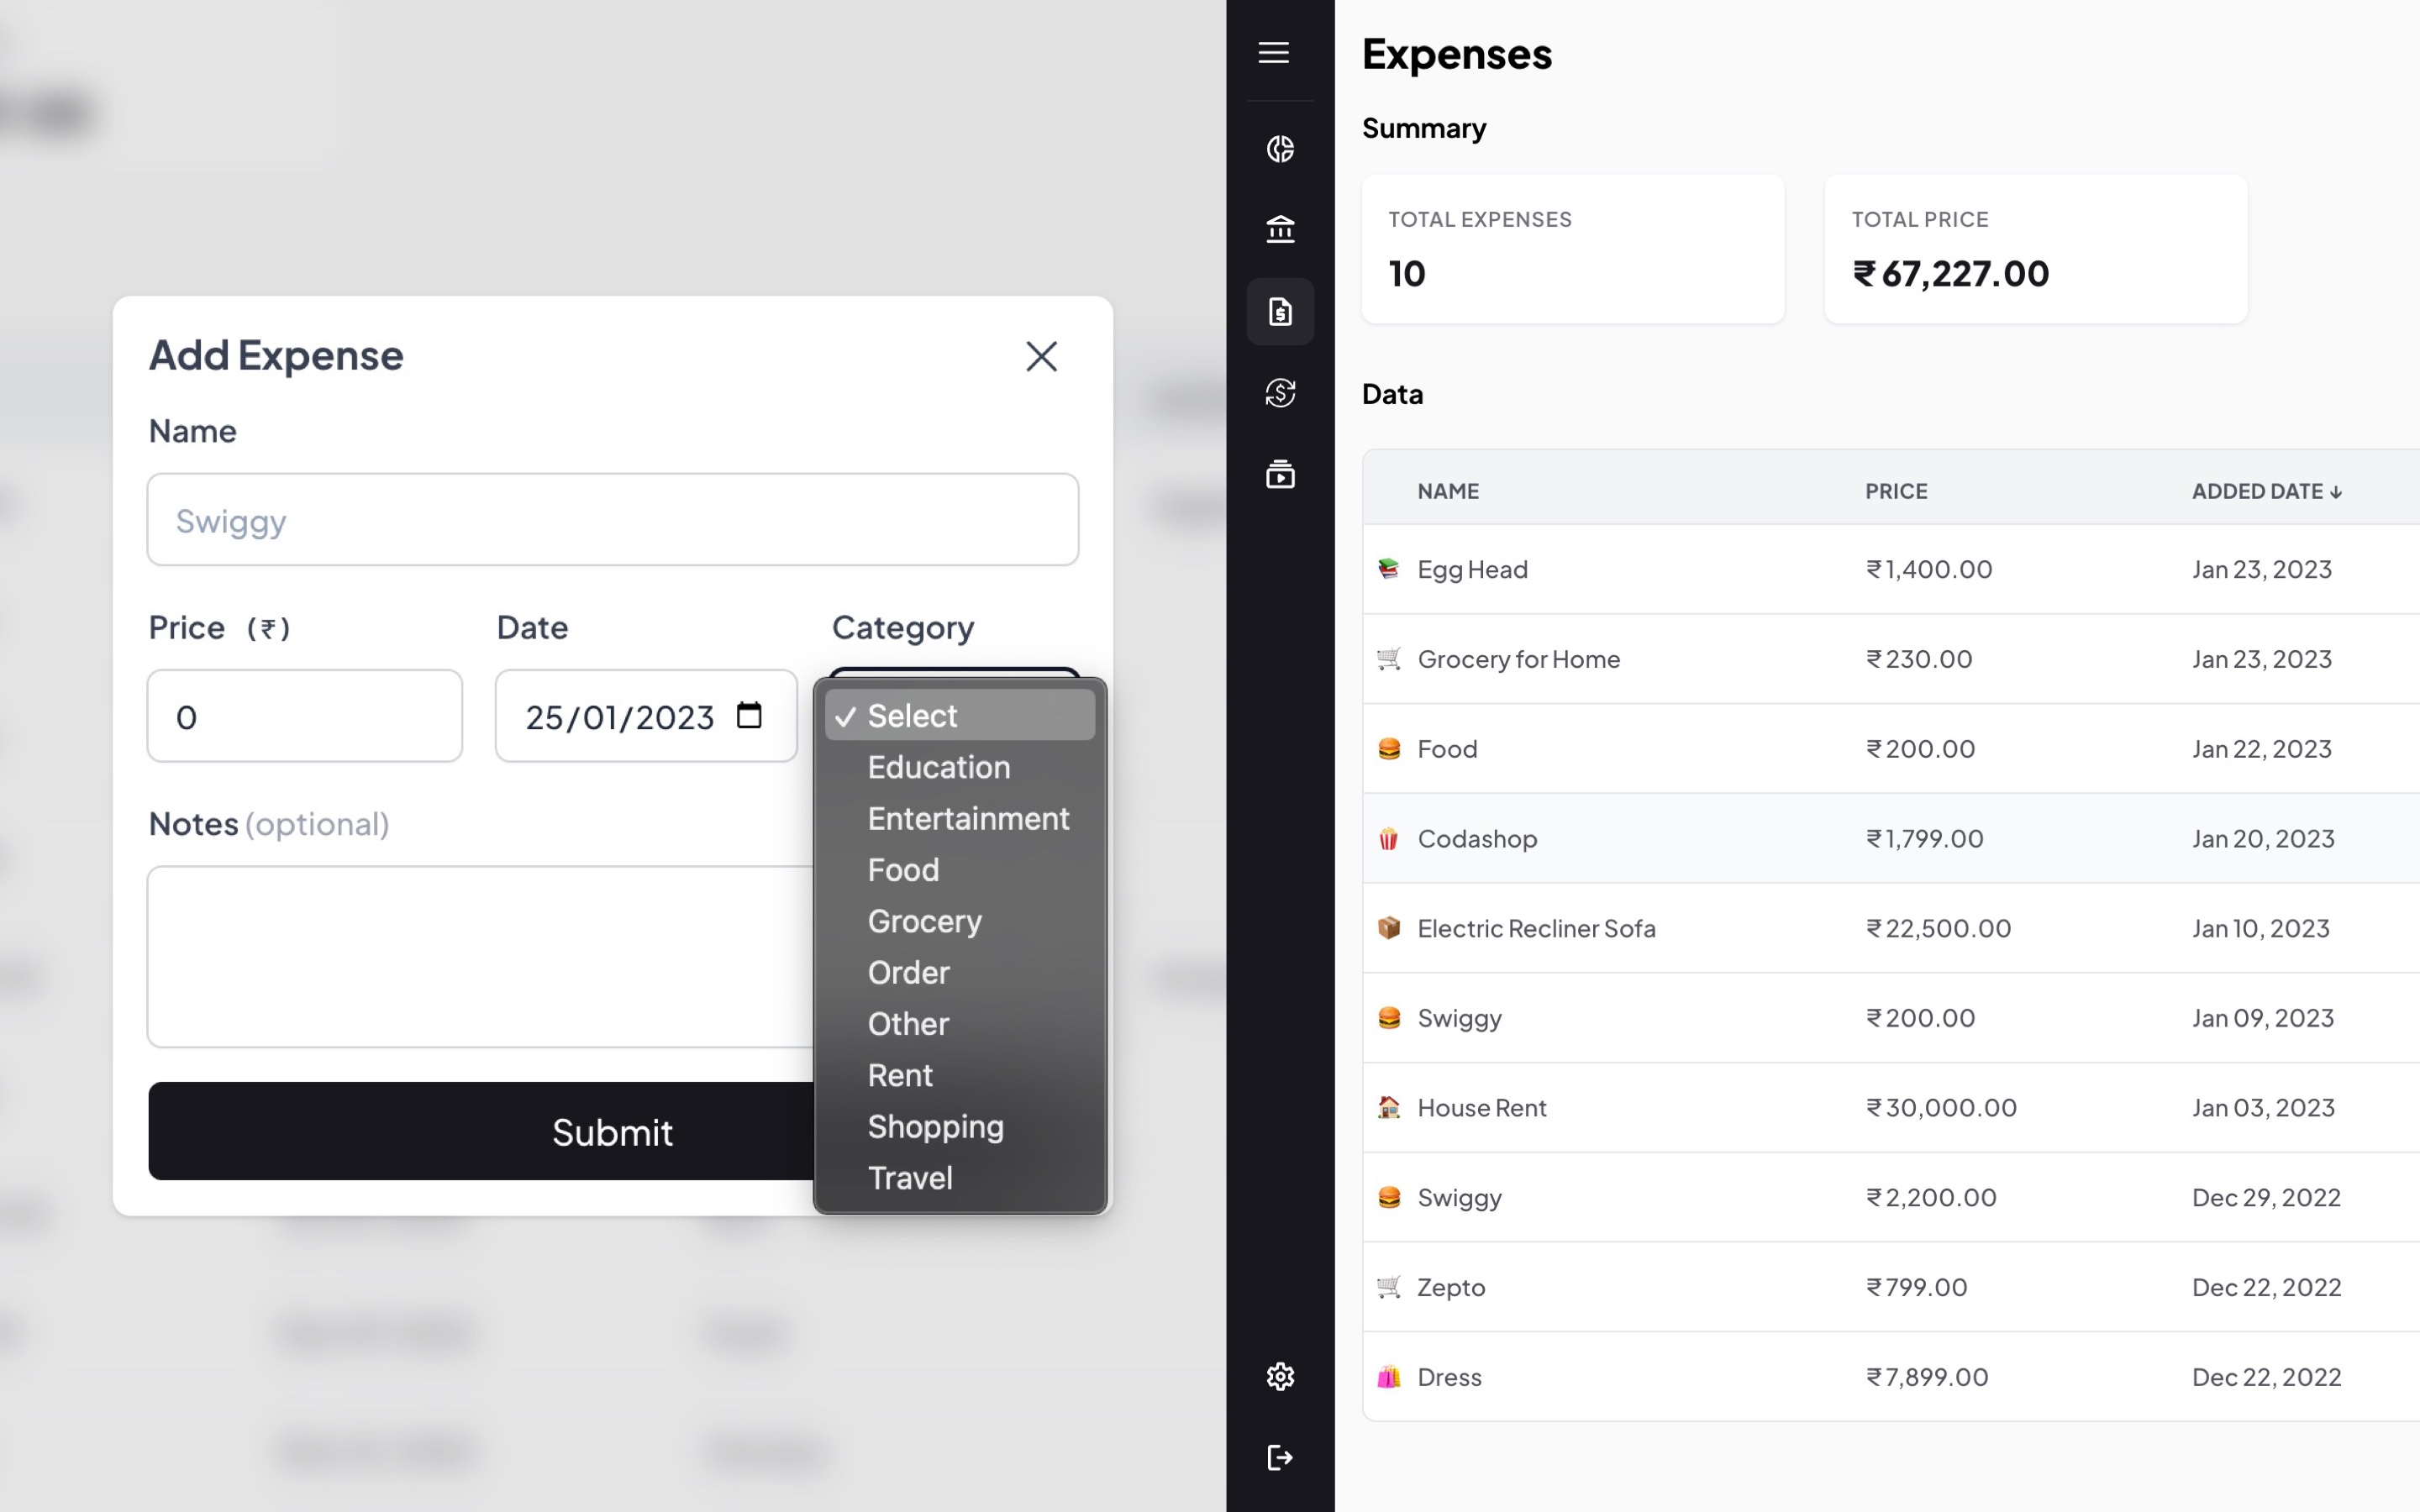 Add Expense
Name
Swiggy
Price (₹)
Date
Category
0
25/01/2023
✓ Select
Education
Entertainment
Food
Grocery
Order
Other
Rent
Shopping
Travel
Notes (optional)
Submit
Expenses
Summary
TOTAL EXPENSES
10
TOTAL PRICE
₹ 67,227.00
Data
NAME PRICE ADDED DATE ↓
Egg Head ₹1,400.00 Jan 23, 2023
Grocery for Home ₹230.00 Jan 23, 2023
Food ₹200.00 Jan 22, 2023
Codashop ₹1,799.00 Jan 20, 2023
Electric Recliner Sofa ₹22,500.00 Jan 10, 2023
Swiggy ₹200.00 Jan 09, 2023
House Rent ₹30,000.00 Jan 03, 2023
Swiggy ₹2,200.00 Dec 29, 2022
Zepto ₹799.00 Dec 22, 2022
Dress ₹7,899.00 Dec 22, 2022